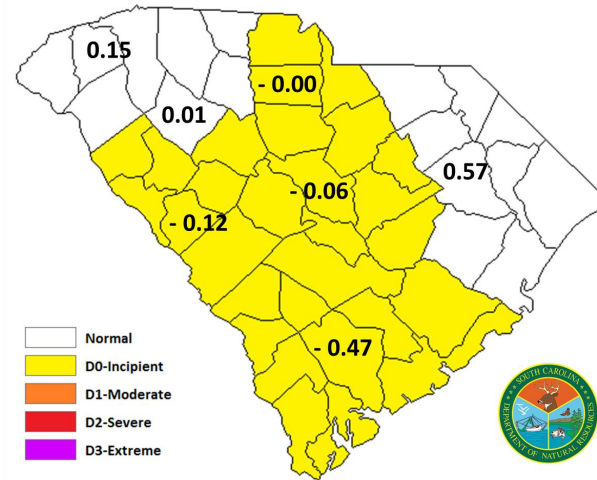 0.15
- 0.00
0.01
0.57
- 0.06
- 0.12
- 0.47
Normal
D0-Incipient
D1-Moderate
D2-Severe
D3-Extreme
SOUTH CAROLINA
DEPARTMENT OF NATURAL RESOURCES